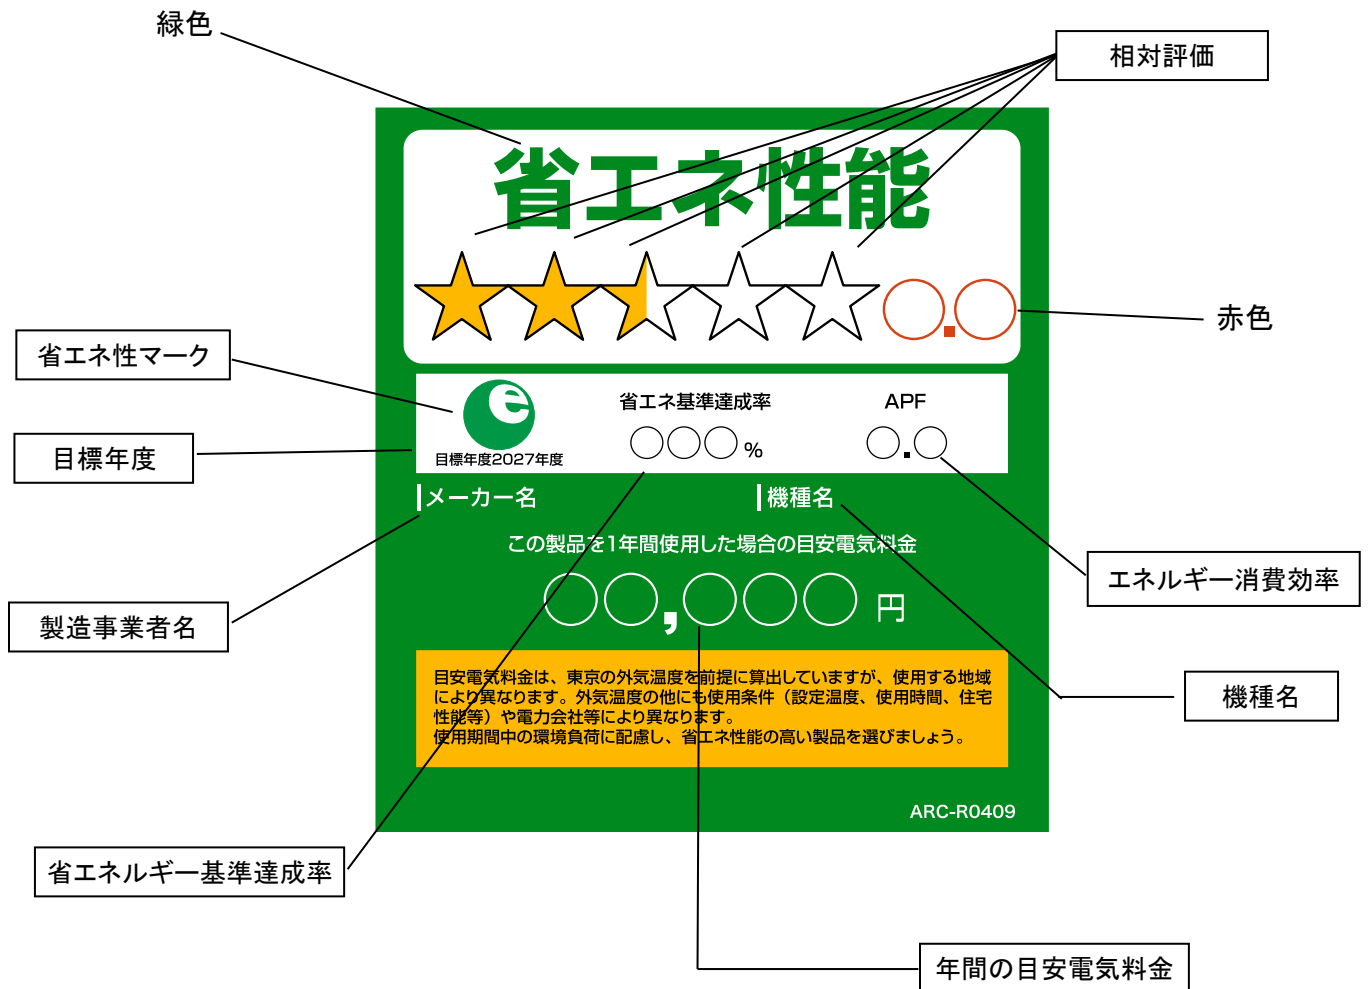 緑色
相対評価
省エネ性能
赤色
省エネ性マーク
e
省エネ基準達成率
APF
目標年度
目標年度2027年度
○○○%
○.○
メーカー名
機種名
この製品を1年間使用した場合の目安電気料金
エネルギー消費効率
製造事業者名
○○,○○○円
目安電気料金は、東京の外気温度を前提に算出していますが、使用する地域
により異なります。外気温度の他にも使用条件（設定温度、使用時間、住宅
性能等）や電力会社等により異なります。
使用期間中の環境負荷に配慮し、省エネ性能の高い製品を選びましょう。
機種名
ARC-R0409
省エネルギー基準達成率
年間の目安電気料金